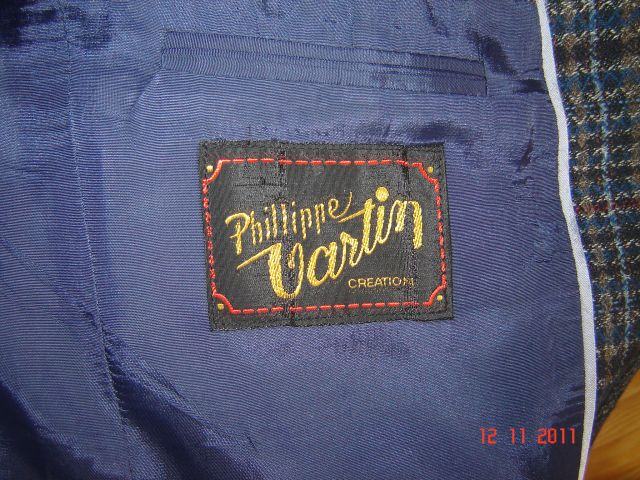 Phillippe
Vartin
CREATION
12 11 2011